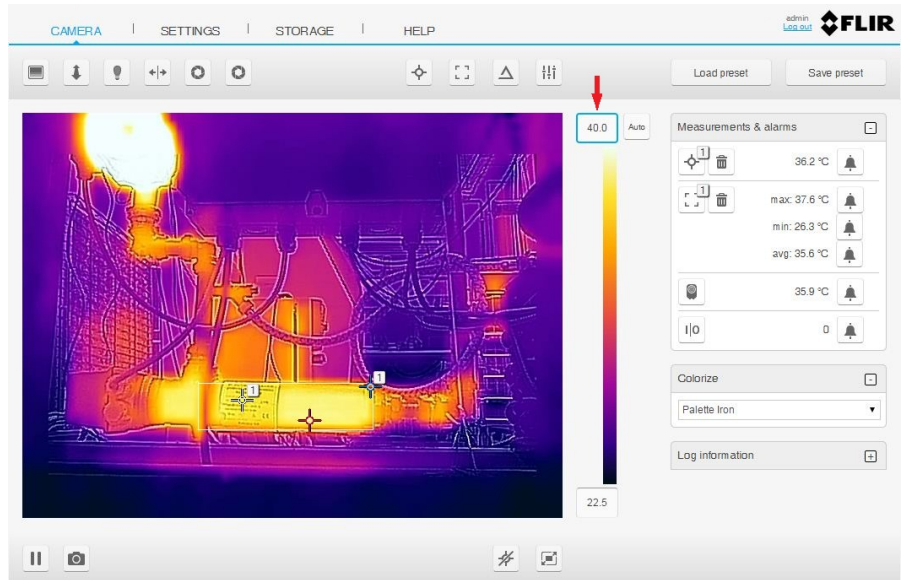 CAMERA | SETTINGS | STORAGE | HELP
admin
Log out
FLIR
Load preset
Save preset
40.0
Auto
Measurements & alarms
1
36.2 °C
1
max: 37.6 °C
min: 26.3 °C
avg: 35.6 °C
35.9 °C
I|O
0
Colorize
Palette Iron
Log information
1
1
22.5